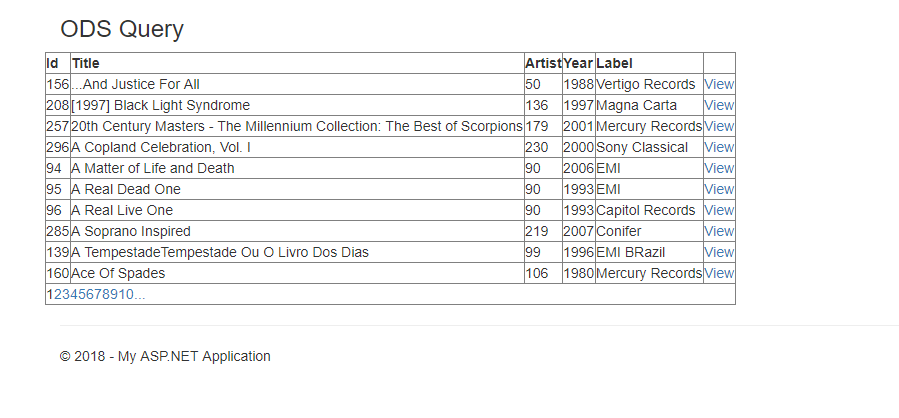 ODS Query
Id Title Artist Year Label
156 ...And Justice For All 50 1988 Vertigo Records View
208 [1997] Black Light Syndrome 136 1997 Magna Carta View
257 20th Century Masters - The Millennium Collection: The Best of Scorpions 179 2001 Mercury Records View
296 A Copland Celebration, Vol. I 230 2000 Sony Classical View
94 A Matter of Life and Death 90 2006 EMI View
95 A Real Dead One 90 1993 EMI View
96 A Real Live One 90 1993 Capitol Records View
285 A Soprano Inspired 219 2007 Conifer View
139 A TempestadeTempestade Ou O Livro Dos Dias 99 1996 EMI BRazil View
160 Ace Of Spades 106 1980 Mercury Records View
12345678910...
© 2018 - My ASP.NET Application